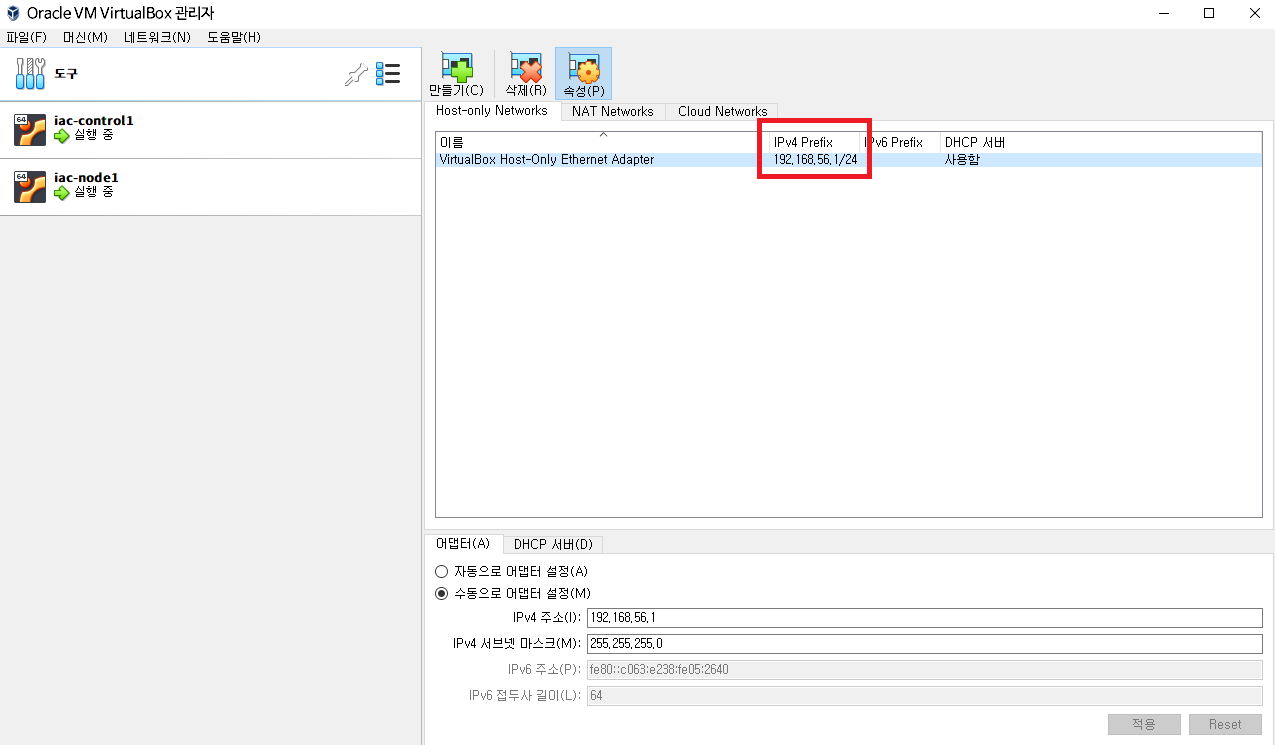 Oracle VM VirtualBox 관리자
파일(F) 머신(M) 네트워크(N) 도움말(H)
도구
64
iac-control1
실행 중
64
iac-node1
실행 중
만들기(C) 삭제(R) 속성(P)
Host-only Networks NAT Networks Cloud Networks
이름 IPv4 Prefix IPv6 Prefix DHCP 서버
VirtualBox Host-Only Ethernet Adapter 192.168.56.1/24 사용함
어댑터(A) DHCP 서버(D)
자동으로 어댑터 설정(A)
수동으로 어댑터 설정(M)
IPv4 주소(I): 192.168.56.1
IPv4 서브넷 마스크(M): 255.255.255.0
IPv6 주소(P): fe80::c063:e238:fe05:2640
IPv6 접두사 길이(L): 64
적용 Reset